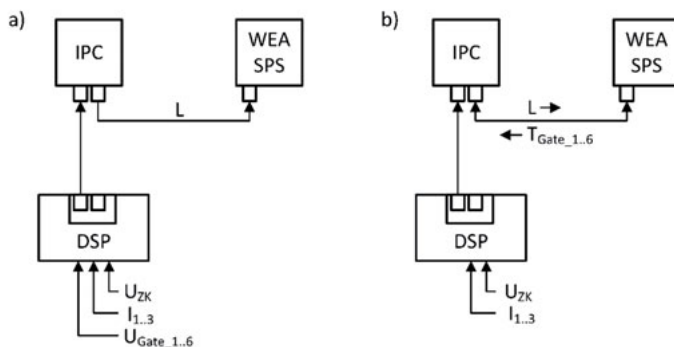 a)
IPC
WEA
SPS
L
DSP
U_ZK
I_1..3
U_Gate_1..6
b)
IPC
WEA
SPS
L →
← T_Gate_1..6
DSP
U_ZK
I_1..3